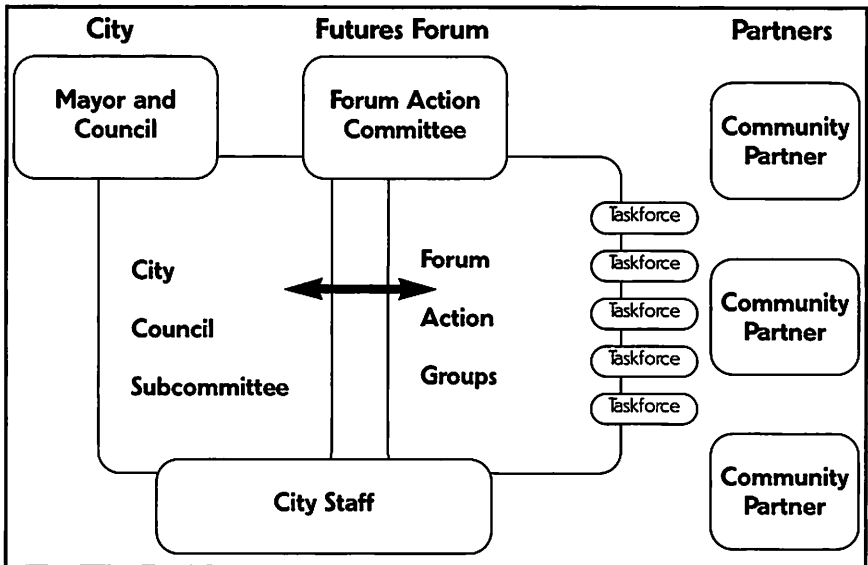 City
Futures Forum
Partners
Mayor and
Council
Forum Action
Committee
Community
Partner
Taskforce
Taskforce
Taskforce
Taskforce
Taskforce
City
Council
Subcommittee
Forum
Action
Groups
Community
Partner
City Staff
Community
Partner